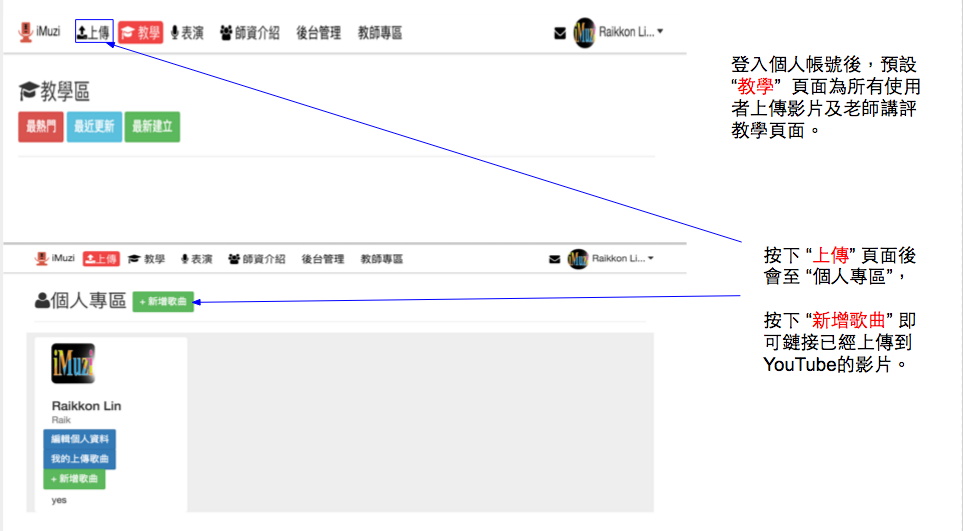 iMuzi 上傳 教學 表演 師資介紹 後台管理 教師專區 Raikkon Li...
教學區
最熱門 最近更新 最新建立
登入個人帳號後，預設
“教學” 頁面為所有使用
者上傳影片及老師講評
教學頁面。
iMuzi 上傳 教學 表演 師資介紹 後台管理 教師專區 Raikkon Li...
個人專區 + 新增歌曲
iMuzi
Raikkon Lin
Raik
編輯個人資料
我的上傳歌曲
+ 新增歌曲
yes
按下 “上傳” 頁面後
會至 “個人專區”，
按下 “新增歌曲” 即
可鏈接已經上傳到
YouTube的影片。